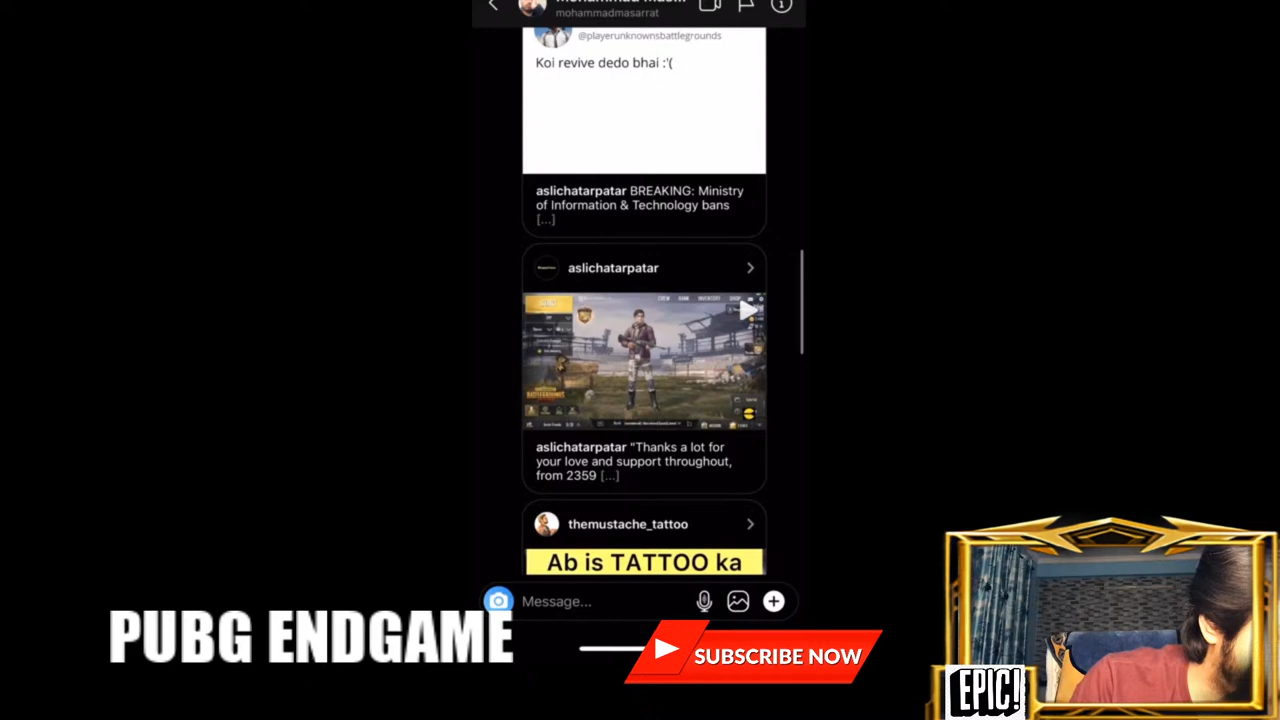 mohammadmasarrat
@playerunknownsbattlegrounds
Koi revive dedo bhai :'(
aslichatarpatar BREAKING: Ministry
of Information & Technology bans
[...]
aslichatarpatar
aslichatarpatar "Thanks a lot for
your love and support throughout,
from 2359 [...]
themustache_tattoo
Ab is TATTOO ka
Message...
PUBG ENDGAME
SUBSCRIBE NOW
EPIC!